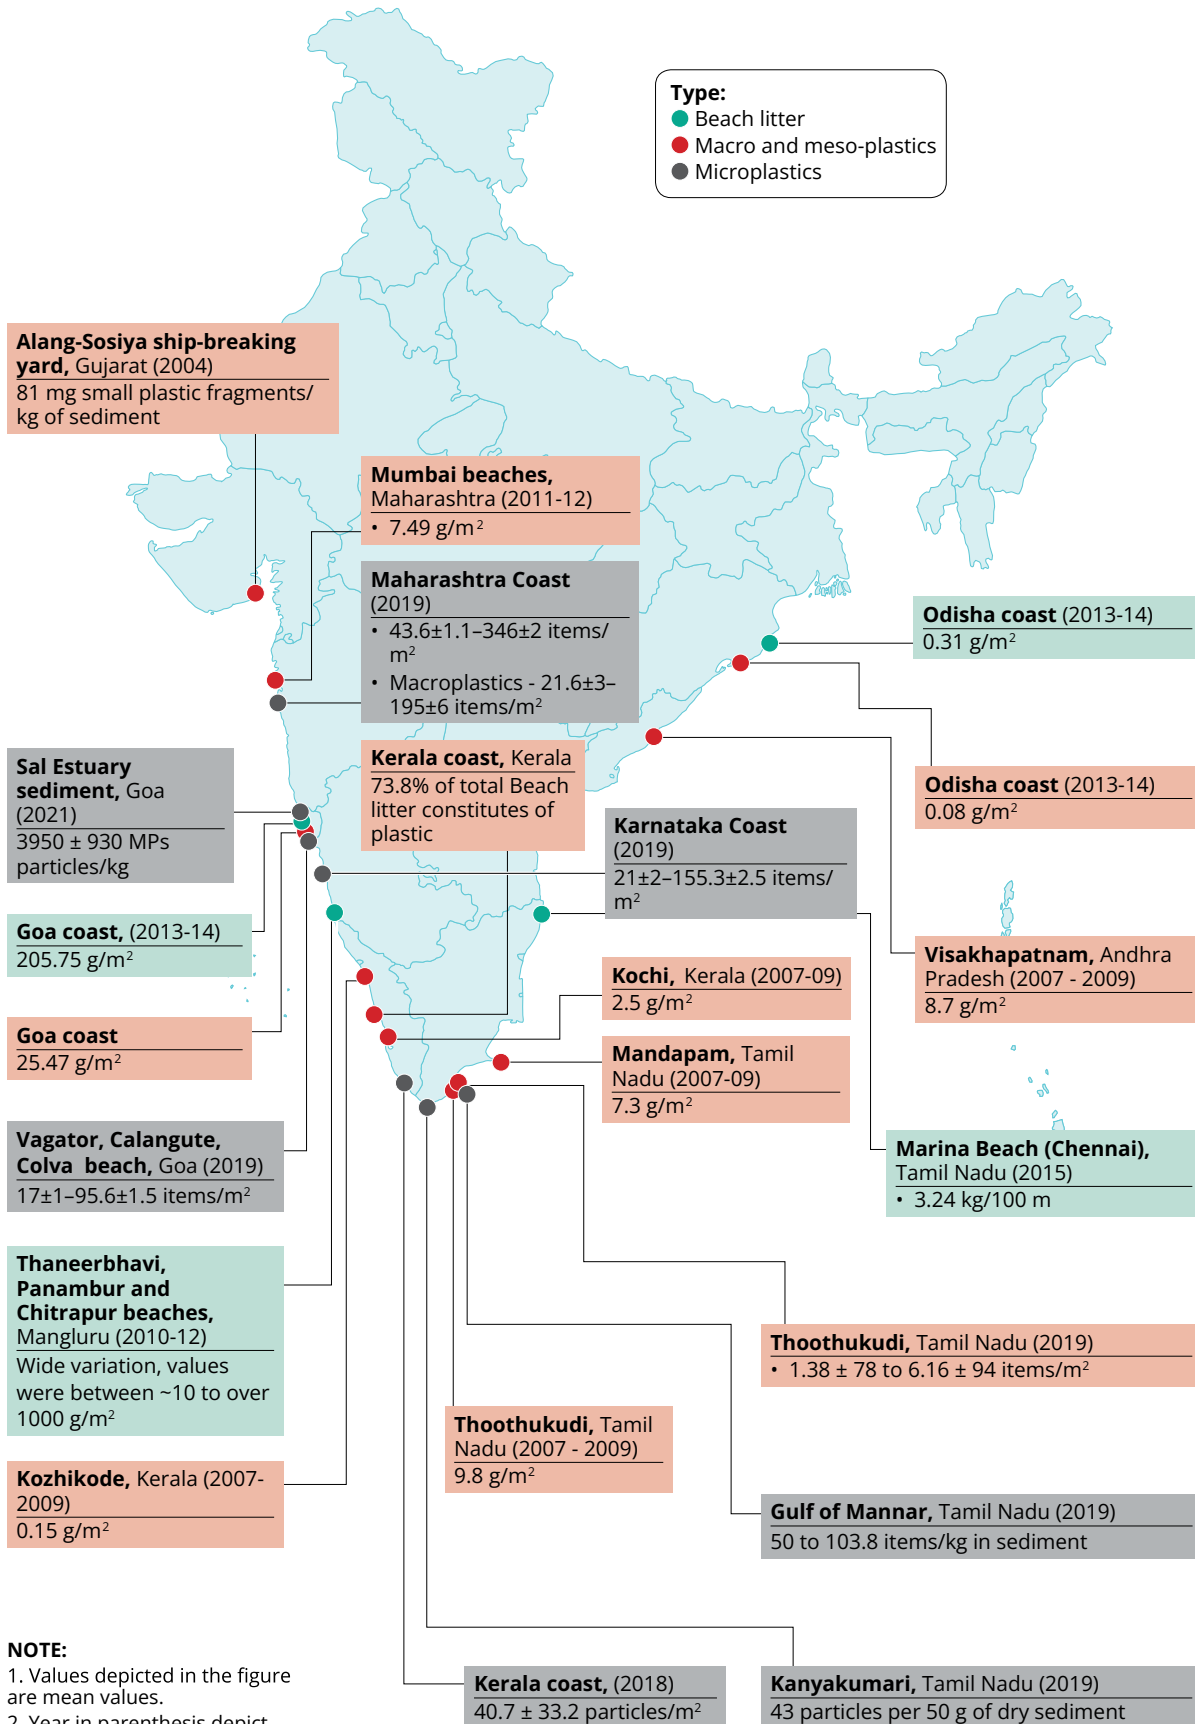 Type:
Beach litter
Macro and meso-plastics
Microplastics
Alang-Sosiya ship-breaking
yard, Gujarat (2004)
81 mg small plastic fragments/
kg of sediment
Mumbai beaches,
Maharashtra (2011-12)
• 7.49 g/m²
Maharashtra Coast
(2019)
• 43.6±1.1–346±2 items/
m²
• Macroplastics - 21.6±3–
195±6 items/m²
Odisha coast (2013-14)
0.31 g/m²
Odisha coast (2013-14)
0.08 g/m²
Kerala coast, Kerala
73.8% of total Beach
litter constitutes of
plastic
Sal Estuary
sediment, Goa
(2021)
3950 ± 930 MPs
particles/kg
Karnataka Coast
(2019)
21±2–155.3±2.5 items/
m²
Goa coast, (2013-14)
205.75 g/m²
Visakhapatnam, Andhra
Pradesh (2007 - 2009)
8.7 g/m²
Kochi, Kerala (2007-09)
2.5 g/m²
Goa coast
25.47 g/m²
Mandapam, Tamil
Nadu (2007-09)
7.3 g/m²
Vagator, Calangute,
Colva beach, Goa (2019)
17±1–95.6±1.5 items/m²
Marina Beach (Chennai),
Tamil Nadu (2015)
• 3.24 kg/100 m
Thaneerbhavi,
Panambur and
Chitrapur beaches,
Mangluru (2010-12)
Wide variation, values
were between ~10 to over
1000 g/m²
Thoothukudi, Tamil Nadu (2019)
• 1.38 ± 78 to 6.16 ± 94 items/m²
Thoothukudi, Tamil
Nadu (2007 - 2009)
9.8 g/m²
Kozhikode, Kerala (2007-
2009)
0.15 g/m²
Gulf of Mannar, Tamil Nadu (2019)
50 to 103.8 items/kg in sediment
NOTE:
1. Values depicted in the figure
are mean values.
2. Year in parenthesis depict
Kerala coast, (2018)
40.7 ± 33.2 particles/m²
Kanyakumari, Tamil Nadu (2019)
43 particles per 50 g of dry sediment